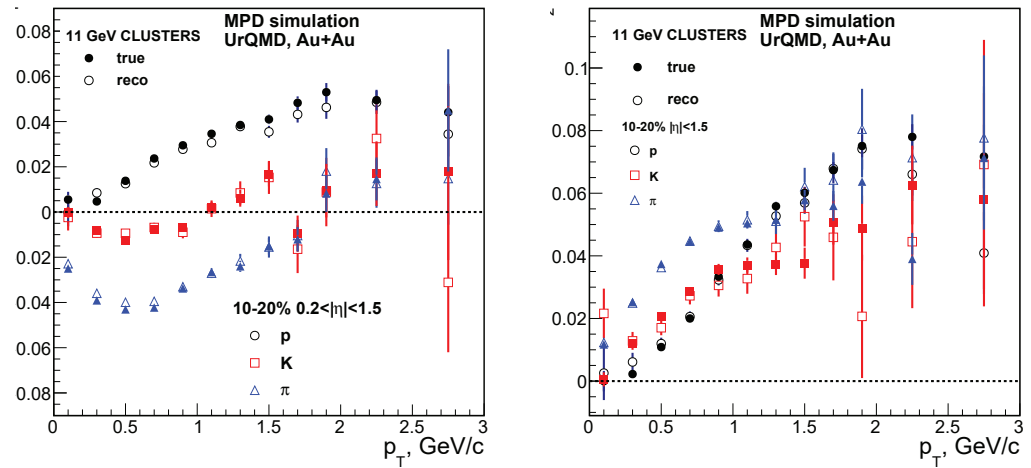 MPD simulation
UrQMD, Au+Au
11 GeV CLUSTERS
true
reco
10-20% 0.2<|η|<1.5
p
K
π
0.08
0.06
0.04
0.02
0
0.02
0.04
0.06
0.08
0 0.5 1 1.5 2 2.5 3
p_T, GeV/c
MPD simulation
UrQMD, Au+Au
11 GeV CLUSTERS
true
reco
10-20% |η|<1.5
p
K
π
0.1
0.08
0.06
0.04
0.02
0
0 0.5 1 1.5 2 2.5 3
p_T, GeV/c